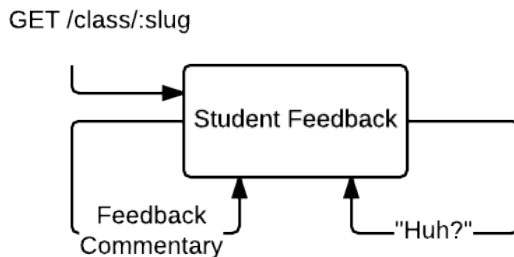 GET /class/:slug
Student Feedback
Feedback
Commentary
"Huh?"